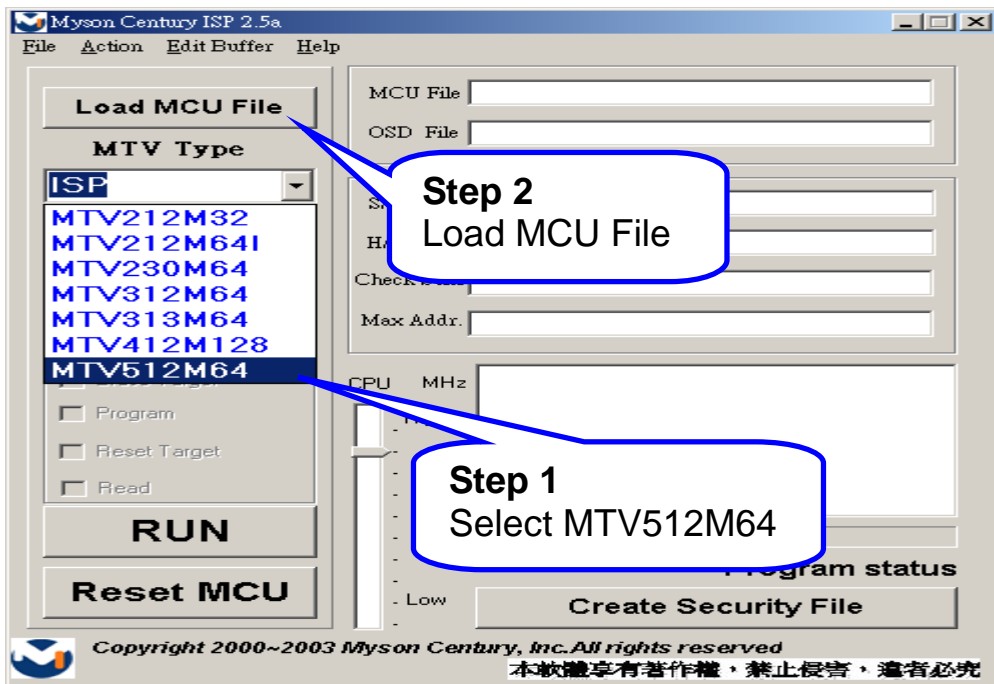 Myson Century ISP 2.5a
File Action Edit Buffer Help
Load MCU File
MTV Type
ISP
MTV212M32
MTV212M64I
MTV230M64
MTV312M64
MTV313M64
MTV412M128
MTV512M64
Program
Reset Target
Read
RUN
Reset MCU
MCU File
OSD File
Step 2
Load MCU File
Max Addr.
CPU MHz
Step 1
Select MTV512M64
Low
Program status
Create Security File
Copyright 2000~2003 Myson Century, Inc.All rights reserved
本軟體享有著作權，禁止侵害，違者必究